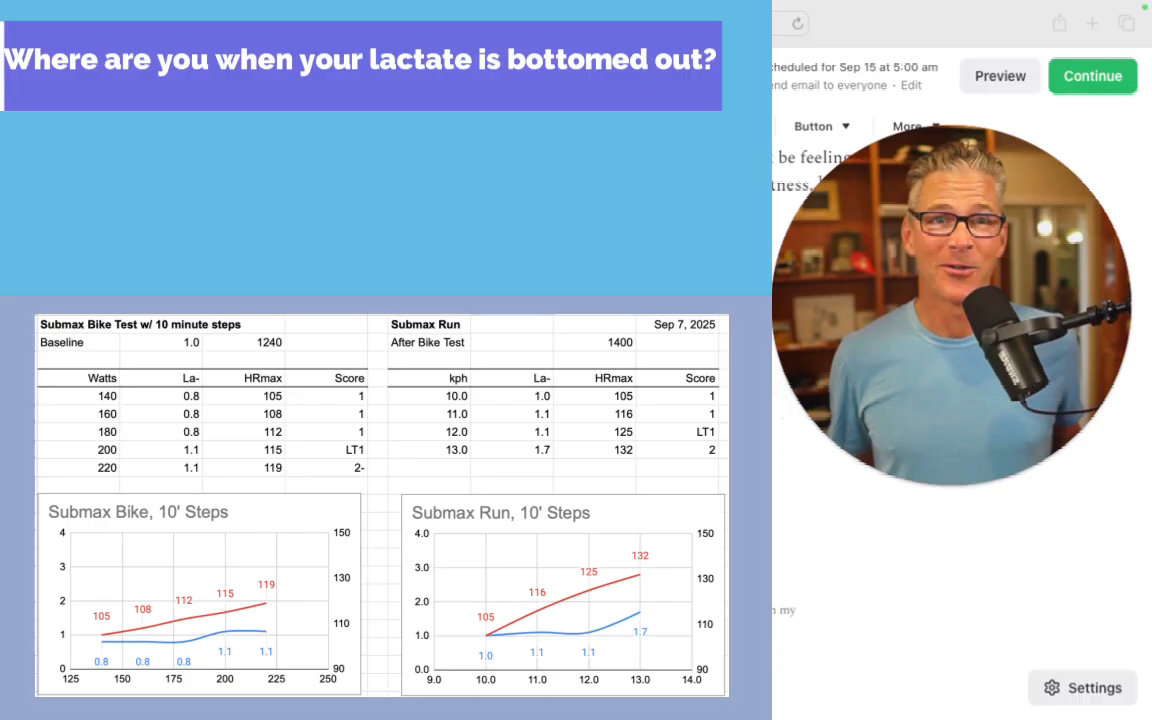 Where are you when your lactate is bottomed out?
Submax Bike Test w/ 10 minute steps
Baseline 1.0 1240
Watts La- HRmax Score
140 0.8 105 1
160 0.8 108 1
180 0.8 112 1
200 1.1 115 LT1
220 1.1 119 2-
Submax Run Sep 7, 2025
After Bike Test 1400
kph La- HRmax Score
10.0 1.0 105 1
11.0 1.1 116 1
12.0 1.1 125 LT1
13.0 1.7 132 2
Submax Bike, 10' Steps
4 150
3 130
2 110
1 90
0
105 108 112 115 119
0.8 0.8 0.8 1.1 1.1
125 150 175 200 225 250
Submax Run, 10' Steps
4.0 150
3.0 130
2.0 110
1.0 90
0.0
105 116 125 132
1.0 1.1 1.1 1.7
9.0 10.0 11.0 12.0 13.0 14.0
cheduled for Sep 15 at 5:00 am
end email to everyone · Edit
Preview
Continue
Button
More
be feeling
tness.
my
Settings